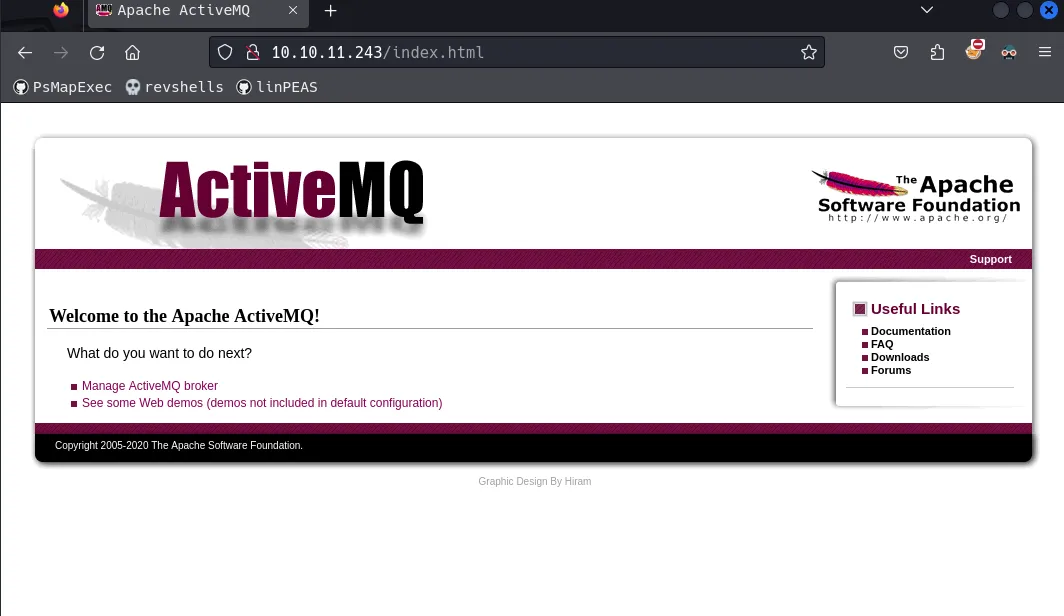 Apache ActiveMQ
10.10.11.243/index.html
PsMapExec revshells linPEAS
ActiveMQ
The Apache
Software Foundation
http://www.apache.org/
Support
Welcome to the Apache ActiveMQ!
What do you want to do next?
Manage ActiveMQ broker
See some Web demos (demos not included in default configuration)
Useful Links
Documentation
FAQ
Downloads
Forums
Copyright 2005-2020 The Apache Software Foundation.
Graphic Design By Hiram